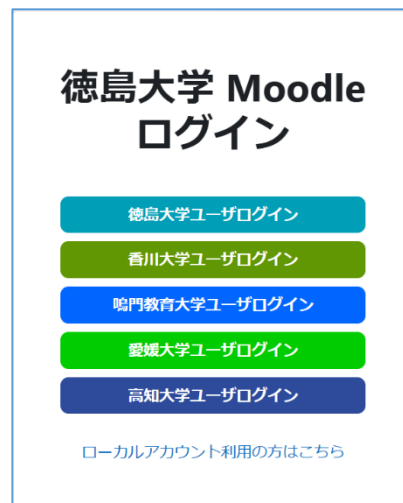 徳島大学 Moodle
ログイン
徳島大学ユーザログイン
香川大学ユーザログイン
鳴門教育大学ユーザログイン
愛媛大学ユーザログイン
高知大学ユーザログイン
ローカルアカウント利用の方はこちら